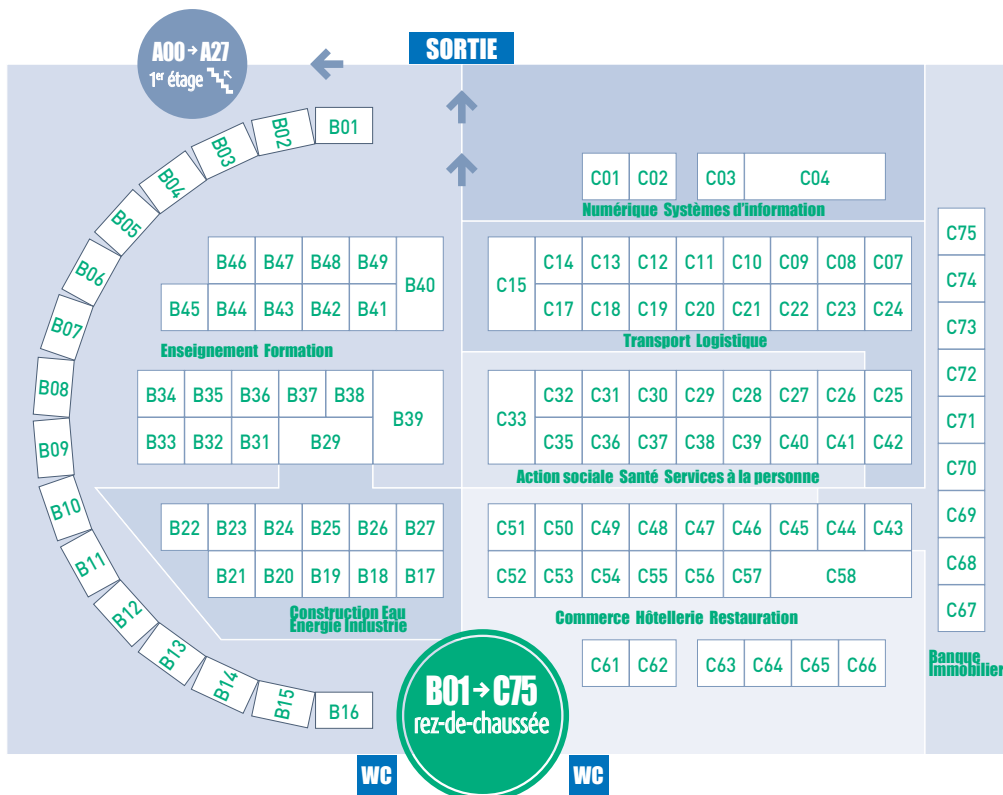 A00 → A27
1er étage
SORTIE
B01
B02
B03
B04
B05
B06
B07
B08
B09
B10
B11
B12
B13
B14
B15
B16
B46 B47 B48 B49 B40
B45 B44 B43 B42 B41
Enseignement Formation
B34 B35 B36 B37 B38 B39
B33 B32 B31 B29
B22 B23 B24 B25 B26 B27
B21 B20 B19 B18 B17
Construction Eau
Énergie Industrie
C01 C02 C03 C04
Numérique Systèmes d'information
C15 C14 C13 C12 C11 C10 C09 C08 C07
C17 C18 C19 C20 C21 C22 C23 C24
Transport Logistique
C33 C32 C31 C30 C29 C28 C27 C26 C25
C35 C36 C37 C38 C39 C40 C41 C42
Action sociale Santé Services à la personne
C51 C50 C49 C48 C47 C46 C45 C44 C43
C52 C53 C54 C55 C56 C57 C58
Commerce Hôtellerie Restauration
C61 C62 C63 C64 C65 C66
C75
C74
C73
C72
C71
C70
C69
C68
C67
Banque
Immobilier
B01 → C75
rez-de-chaussée
WC
WC